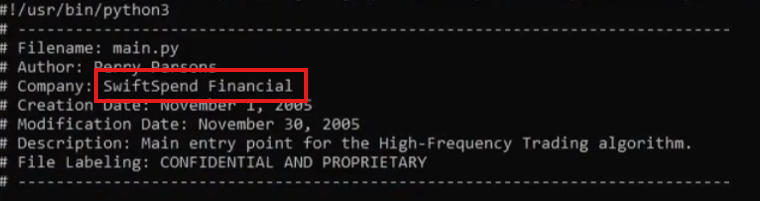 #!/usr/bin/python3
# -------------------------------------------------------------------------
# Filename: main.py
# Author: Perry Parsons
# Company: SwiftSpend Financial
# Creation Date: November 1, 2005
# Modification Date: November 30, 2005
# Description: Main entry point for the High-Frequency Trading algorithm.
# File Labeling: CONFIDENTIAL AND PROPRIETARY
# -------------------------------------------------------------------------